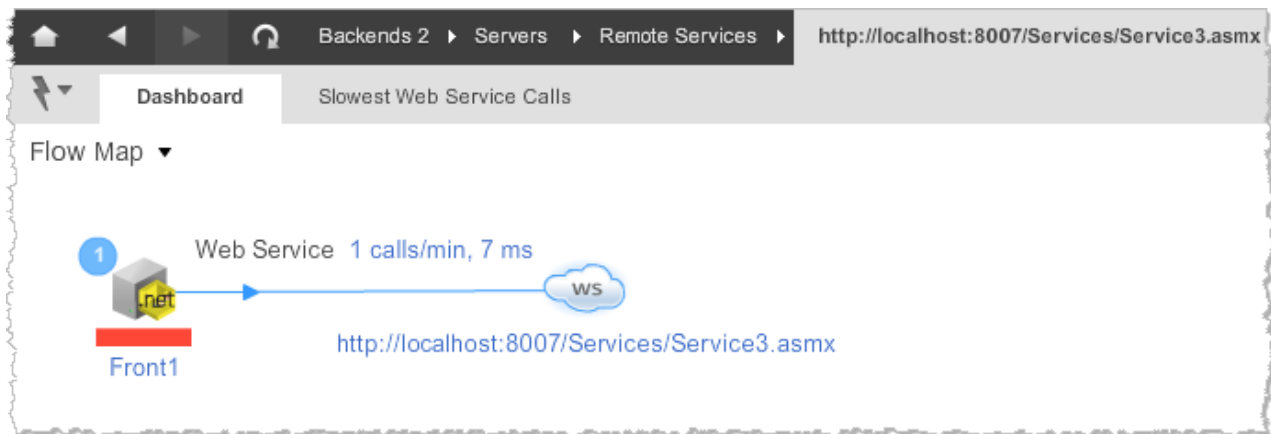 Backends 2 Servers Remote Services http://localhost:8007/Services/Service3.asmx
Dashboard Slowest Web Service Calls
Flow Map
1
Web Service 1 calls/min, 7 ms
.net
WS
http://localhost:8007/Services/Service3.asmx
Front1